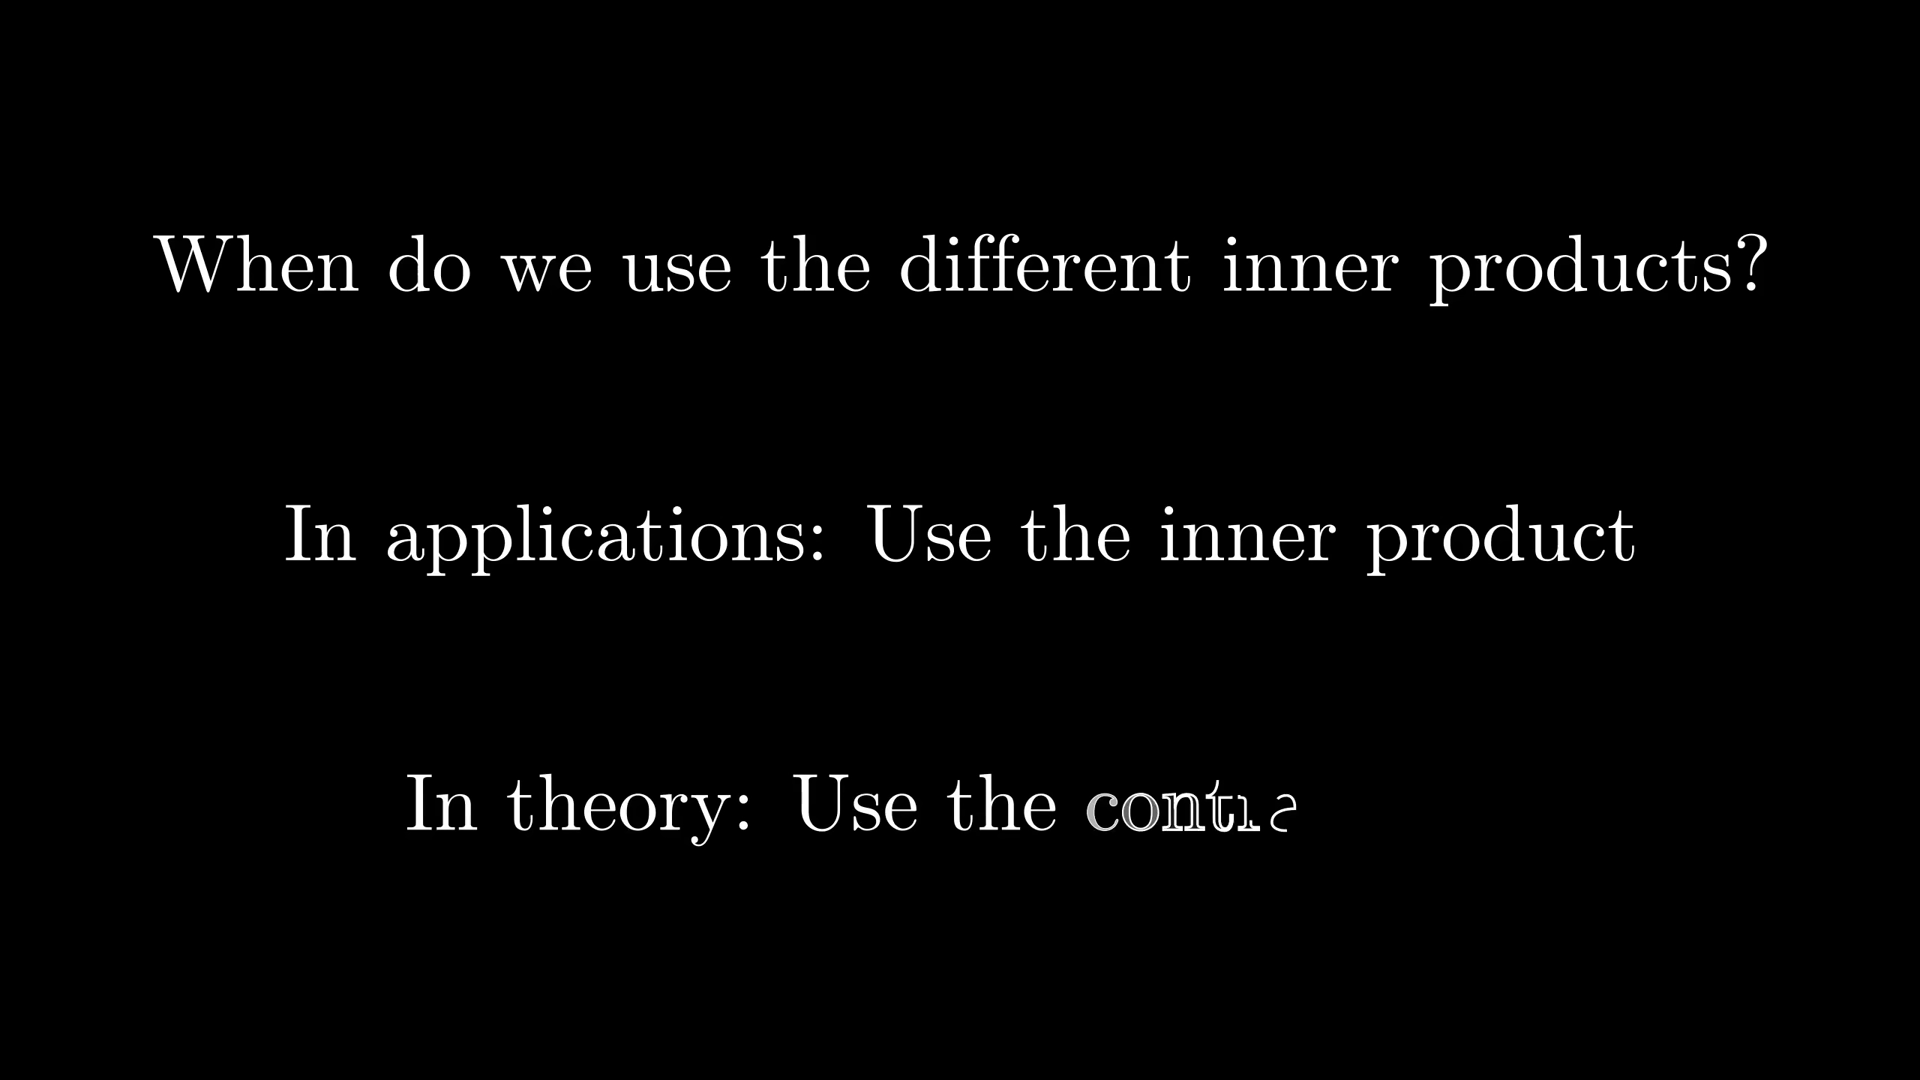 When do we use the different inner products?
In applications: Use the inner product
In theory: Use the